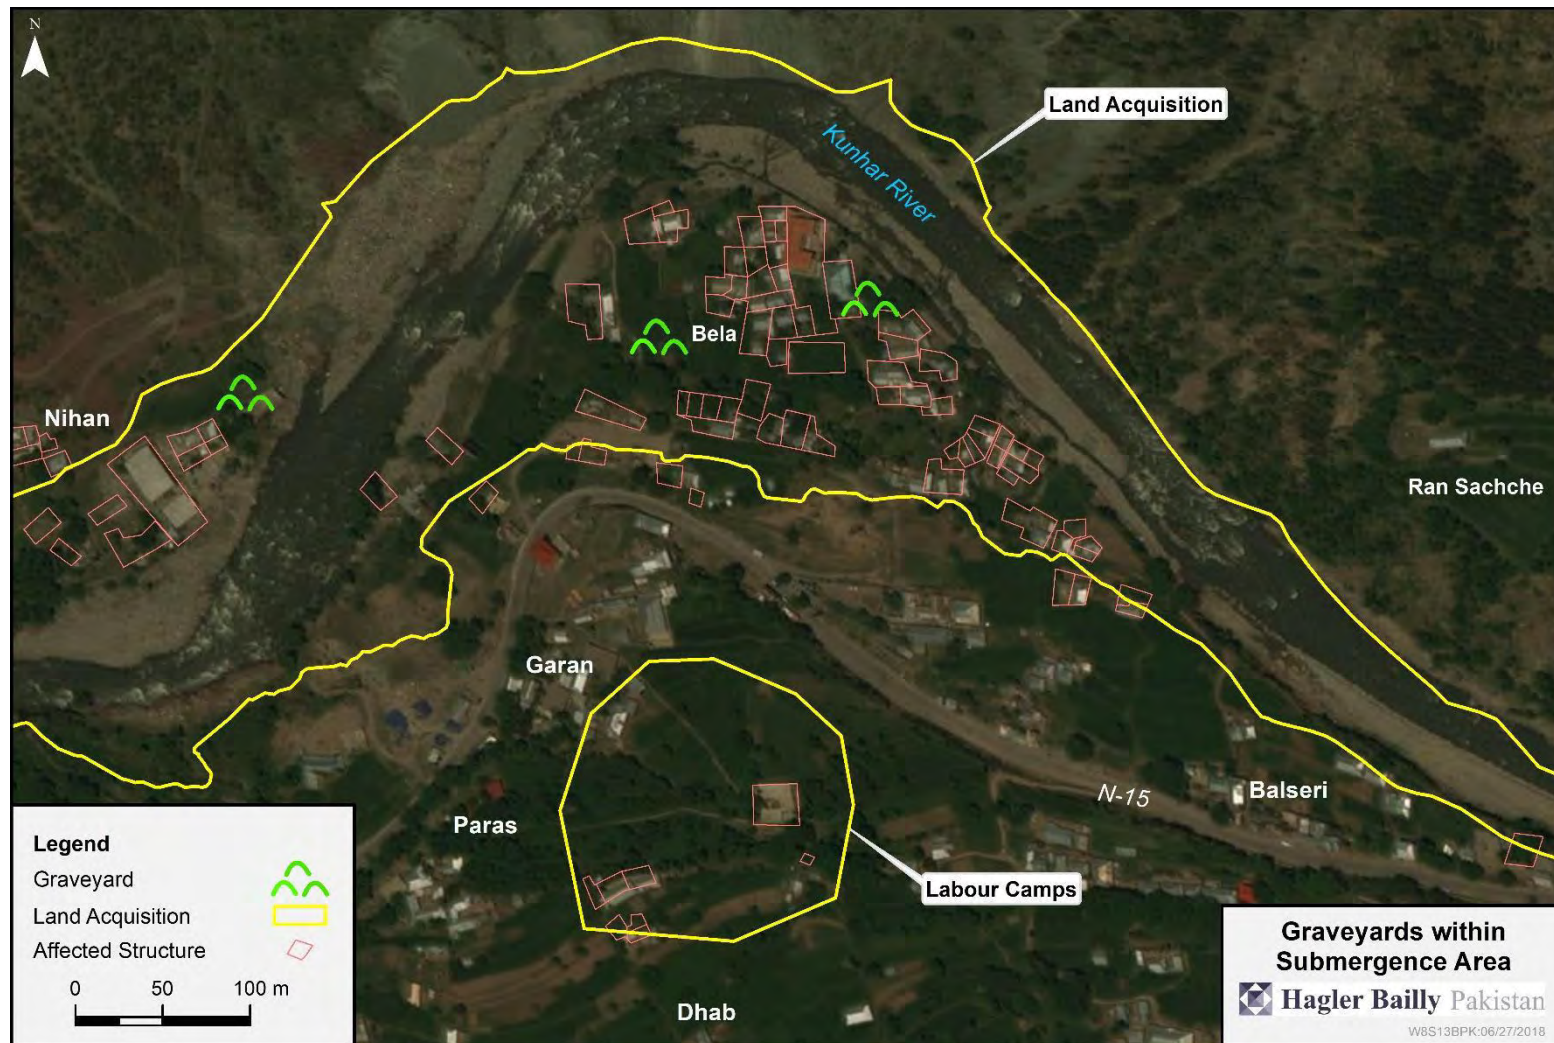 N
Land Acquisition
Kunhar River
Bela
Nihan
Ran Sachche
Garan
N-15
Balseri
Paras
Labour Camps
Dhab
Legend
Graveyard
Land Acquisition
Affected Structure
0 50 100 m
Graveyards within
Submergence Area
Hagler Bailly Pakistan
W8S13BPK:06/27/2018